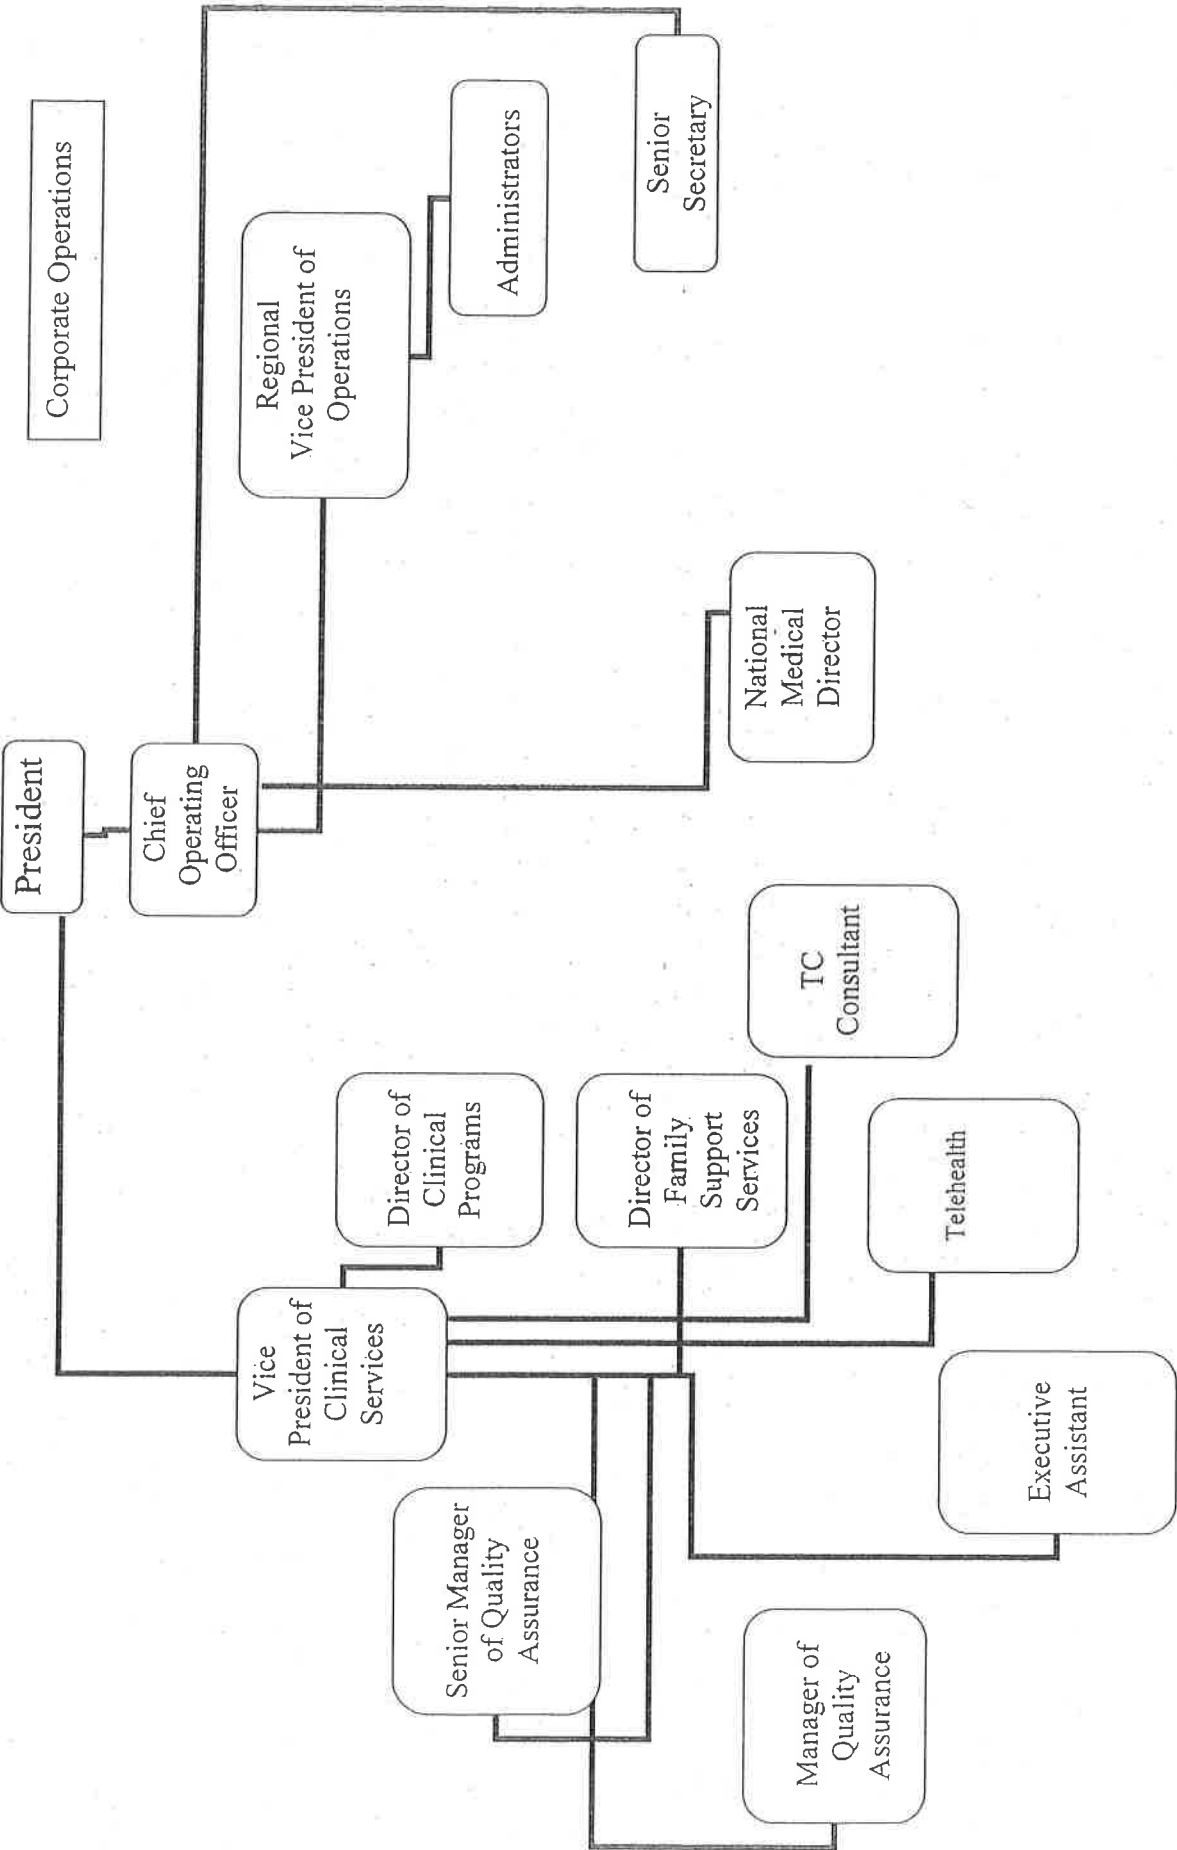 Corporate Operations
President
Chief
Operating
Officer
Vice
President of
Clinical
Services
Regional
Vice President of
Operations
Director of
Clinical
Programs
Senior Manager
of Quality
Assurance
Administrators
Director of
Family
Support
Services
Senior
Secretary
National
Medical
Director
TC
Consultant
Manager of
Quality
Assurance
Telehealth
Executive
Assistant